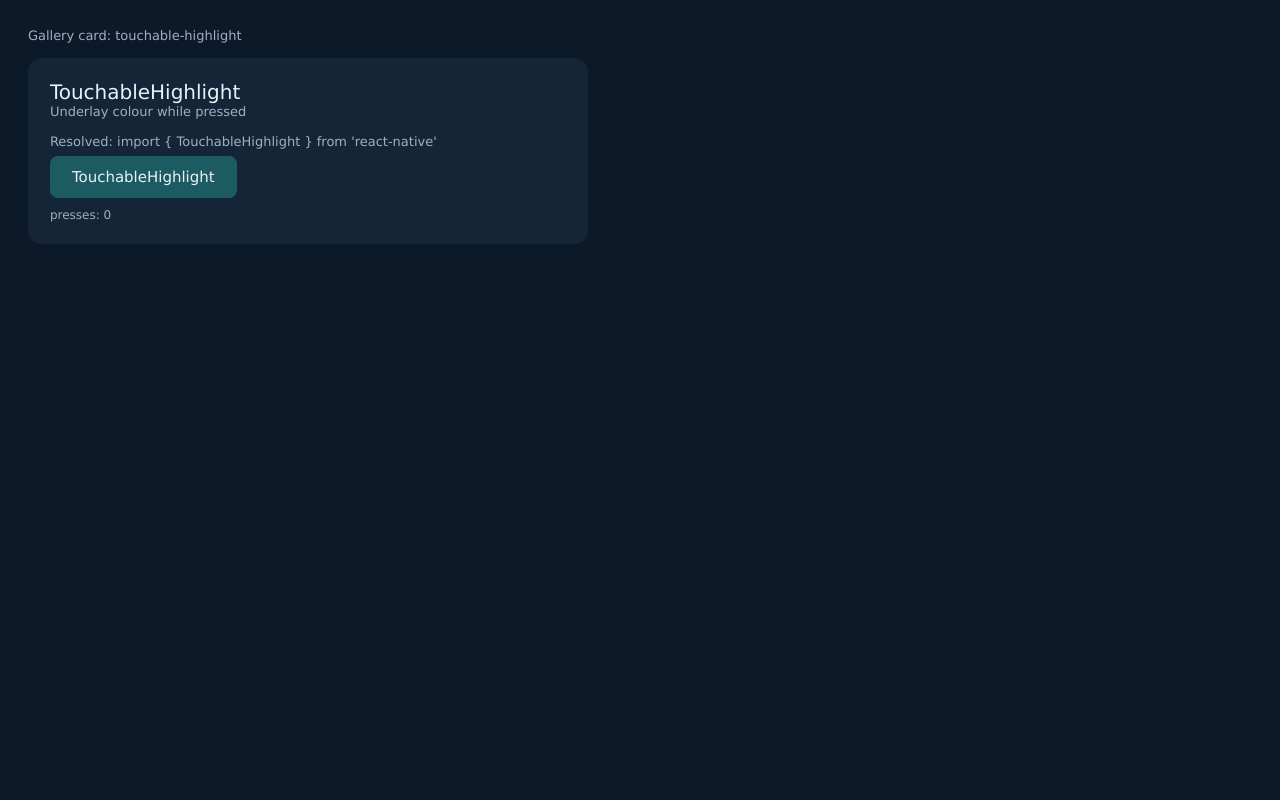 Gallery card: touchable-highlight
TouchableHighlight
Underlay colour while pressed
Resolved: import { TouchableHighlight } from 'react-native'
TouchableHighlight
presses: 0